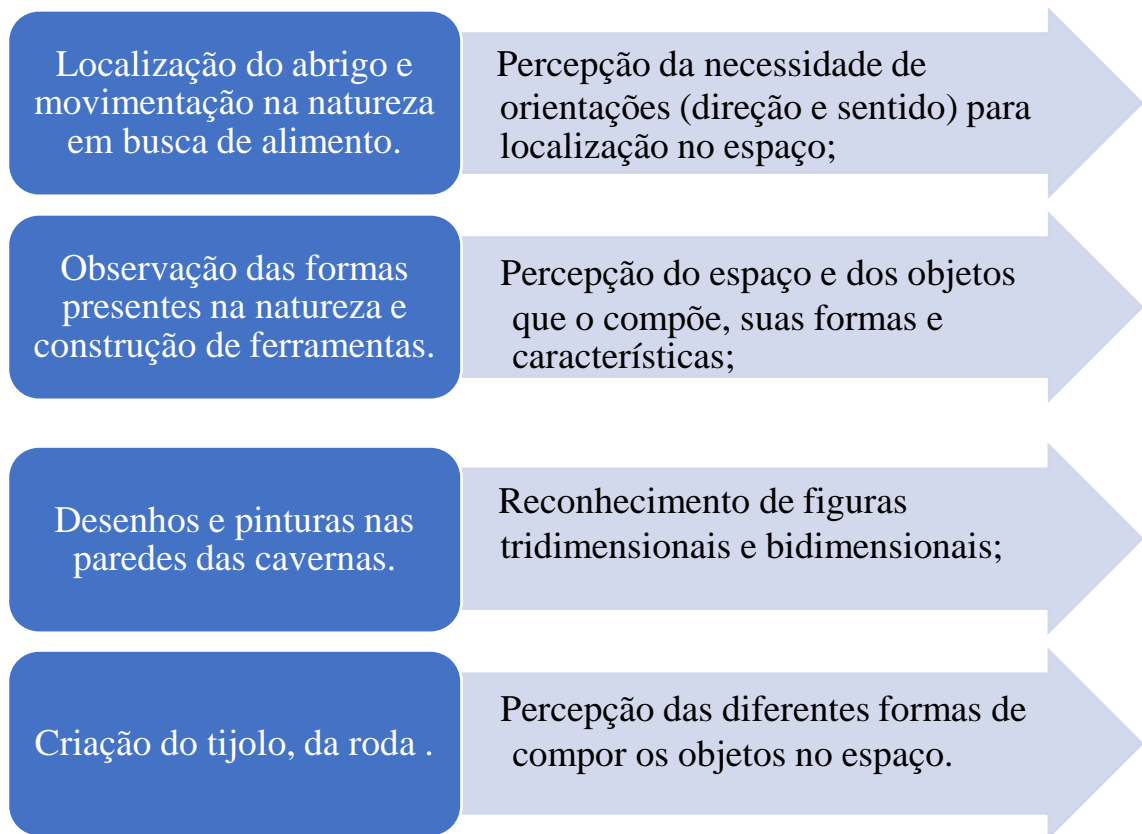 Localização do abrigo e
movimentação na natureza
em busca de alimento.
Percepção da necessidade de
orientações (direção e sentido) para
localização no espaço;
Observação das formas
presentes na natureza e
construção de ferramentas.
Percepção do espaço e dos objetos
que o compõe, suas formas e
características;
Desenhos e pinturas nas
paredes das cavernas.
Reconhecimento de figuras
tridimensionais e bidimensionais;
Criação do tijolo, da roda .
Percepção das diferentes formas de
compor os objetos no espaço.